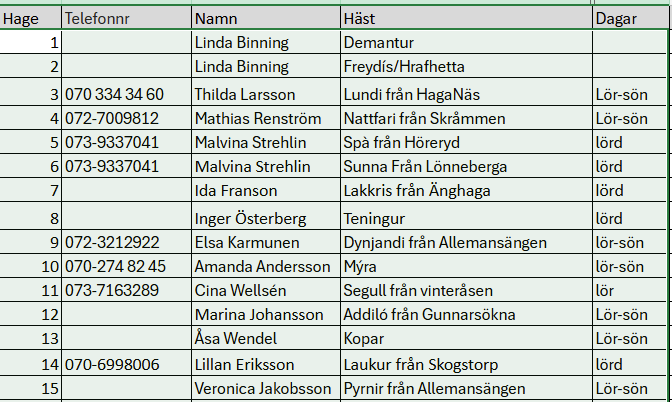 Hage Telefonnr Namn Häst Dagar
1 Linda Binning Demantur
2 Linda Binning Freydís/Hrafhetta
3 070 334 34 60 Thilda Larsson Lundi från HagaNäs Lör-sön
4 072-7009812 Mathias Renström Nattfari från Skråmmen Lör-sön
5 073-9337041 Malvina Strehlin Spà från Höreryd lörd
6 073-9337041 Malvina Strehlin Sunna Från Lönneberga lörd
7 Ida Franson Lakkris från Änghaga lörd
8 Inger Österberg Teningur lörd
9 072-3212922 Elsa Karmunen Dynjandi från Allemansängen lör-sön
10 070-274 82 45 Amanda Andersson Mýra lör-sön
11 073-7163289 Cina Wellsén Segull från vinteråsen lör
12 Marina Johansson Addiló från Gunnarsökna Lör-sön
13 Åsa Wendel Kopar Lör-sön
14 070-6998006 Lillan Eriksson Laukur från Skogstorp lörd
15 Veronica Jakobsson Pyrnir från Allemansängen Lör-sön